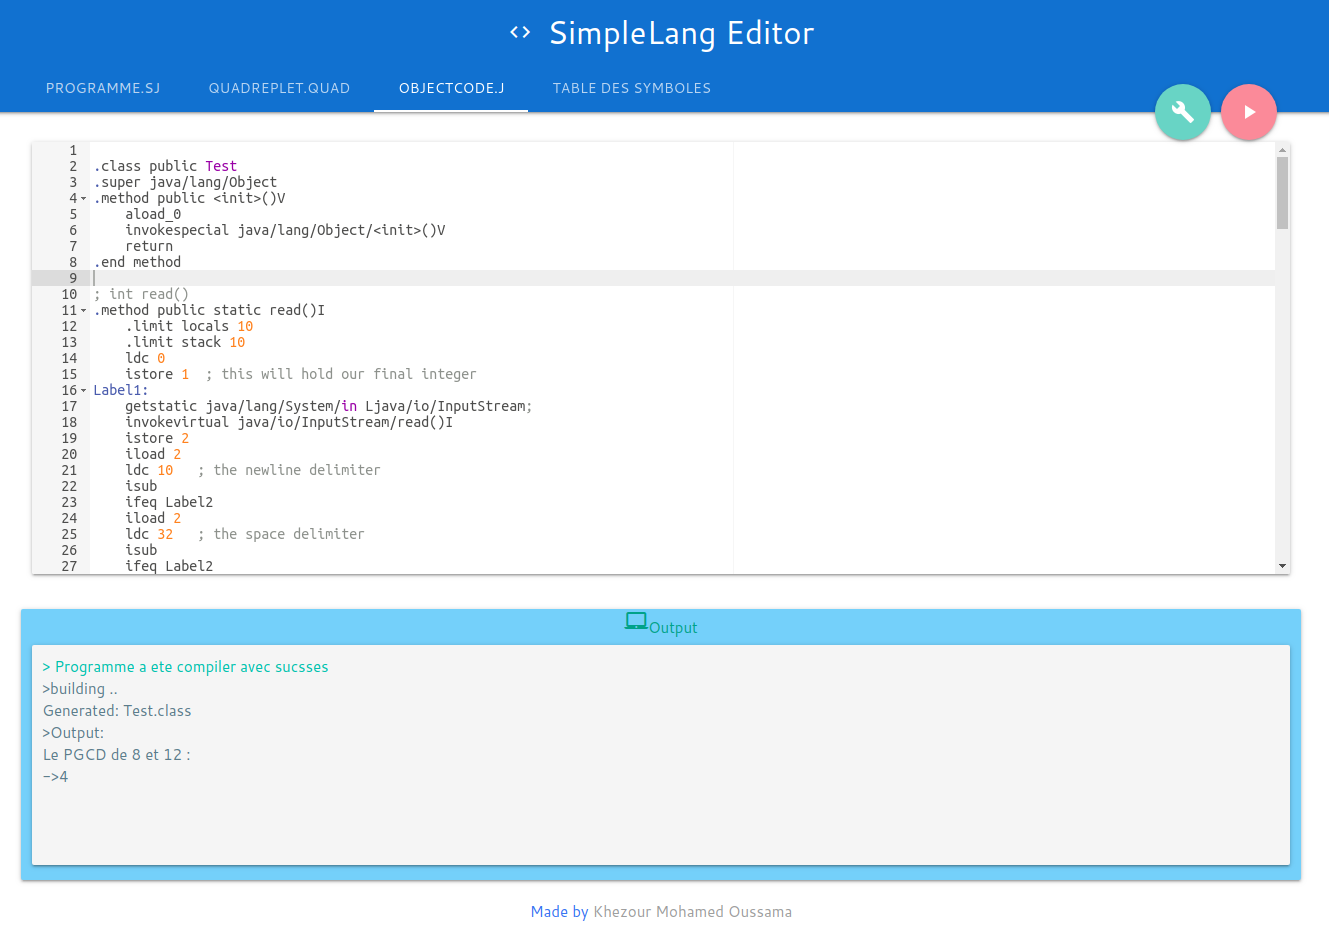 SimpleLang Editor
PROGRAMME.SJ QUADREPLET.QUAD OBJECTCODE.J TABLE DES SYMBOLES
1
2 .class public Test
3 .super java/lang/Object
4 .method public <init>()V
5 aload_0
6 invokespecial java/lang/Object/<init>()V
7 return
8 .end method
9
10 ; int read()
11 .method public static read()I
12 .limit locals 10
13 .limit stack 10
14 ldc 0
15 istore 1 ; this will hold our final integer
16 Label1:
17 getstatic java/lang/System/in Ljava/io/InputStream;
18 invokevirtual java/io/InputStream/read()I
19 istore 2
20 iload 2
21 ldc 10 ; the newline delimiter
22 isub
23 ifeq Label2
24 iload 2
25 ldc 32 ; the space delimiter
26 isub
27 ifeq Label2
Output
> Programme a ete compiler avec sucsses
>building ..
Generated: Test.class
>Output:
Le PGCD de 8 et 12 :
->4
Made by Khezour Mohamed Oussama